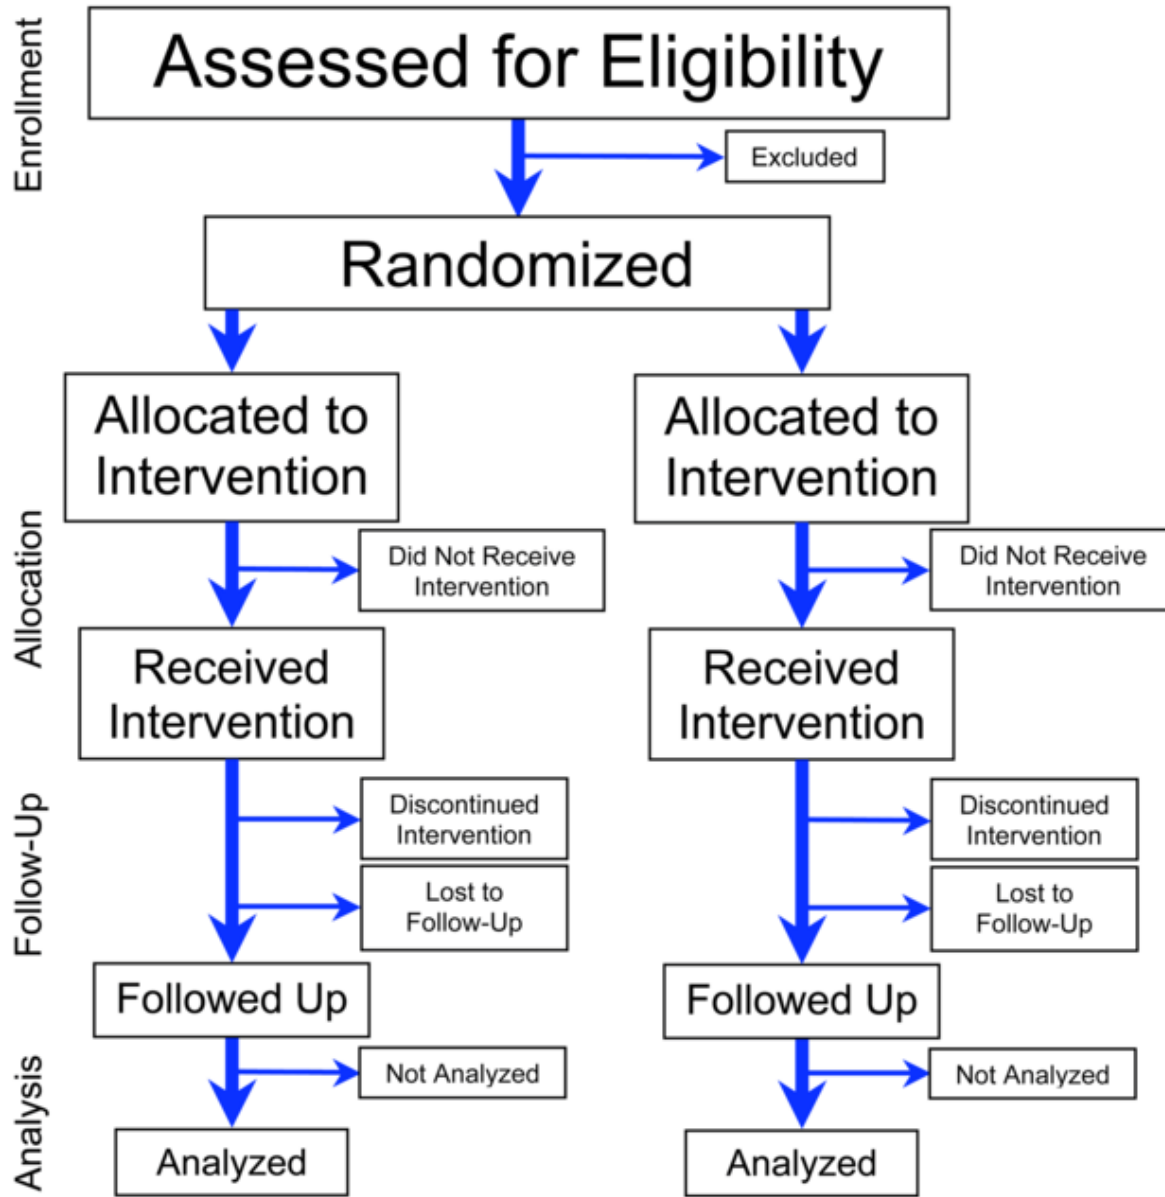 Enrollment
Assessed for Eligibility
Excluded
Randomized
Allocation
Allocated to
Intervention
Allocated to
Intervention
Did Not Receive
Intervention
Did Not Receive
Intervention
Received
Intervention
Received
Intervention
Follow-Up
Discontinued
Intervention
Discontinued
Intervention
Lost to
Follow-Up
Lost to
Follow-Up
Followed Up
Followed Up
Analysis
Not Analyzed
Not Analyzed
Analyzed
Analyzed